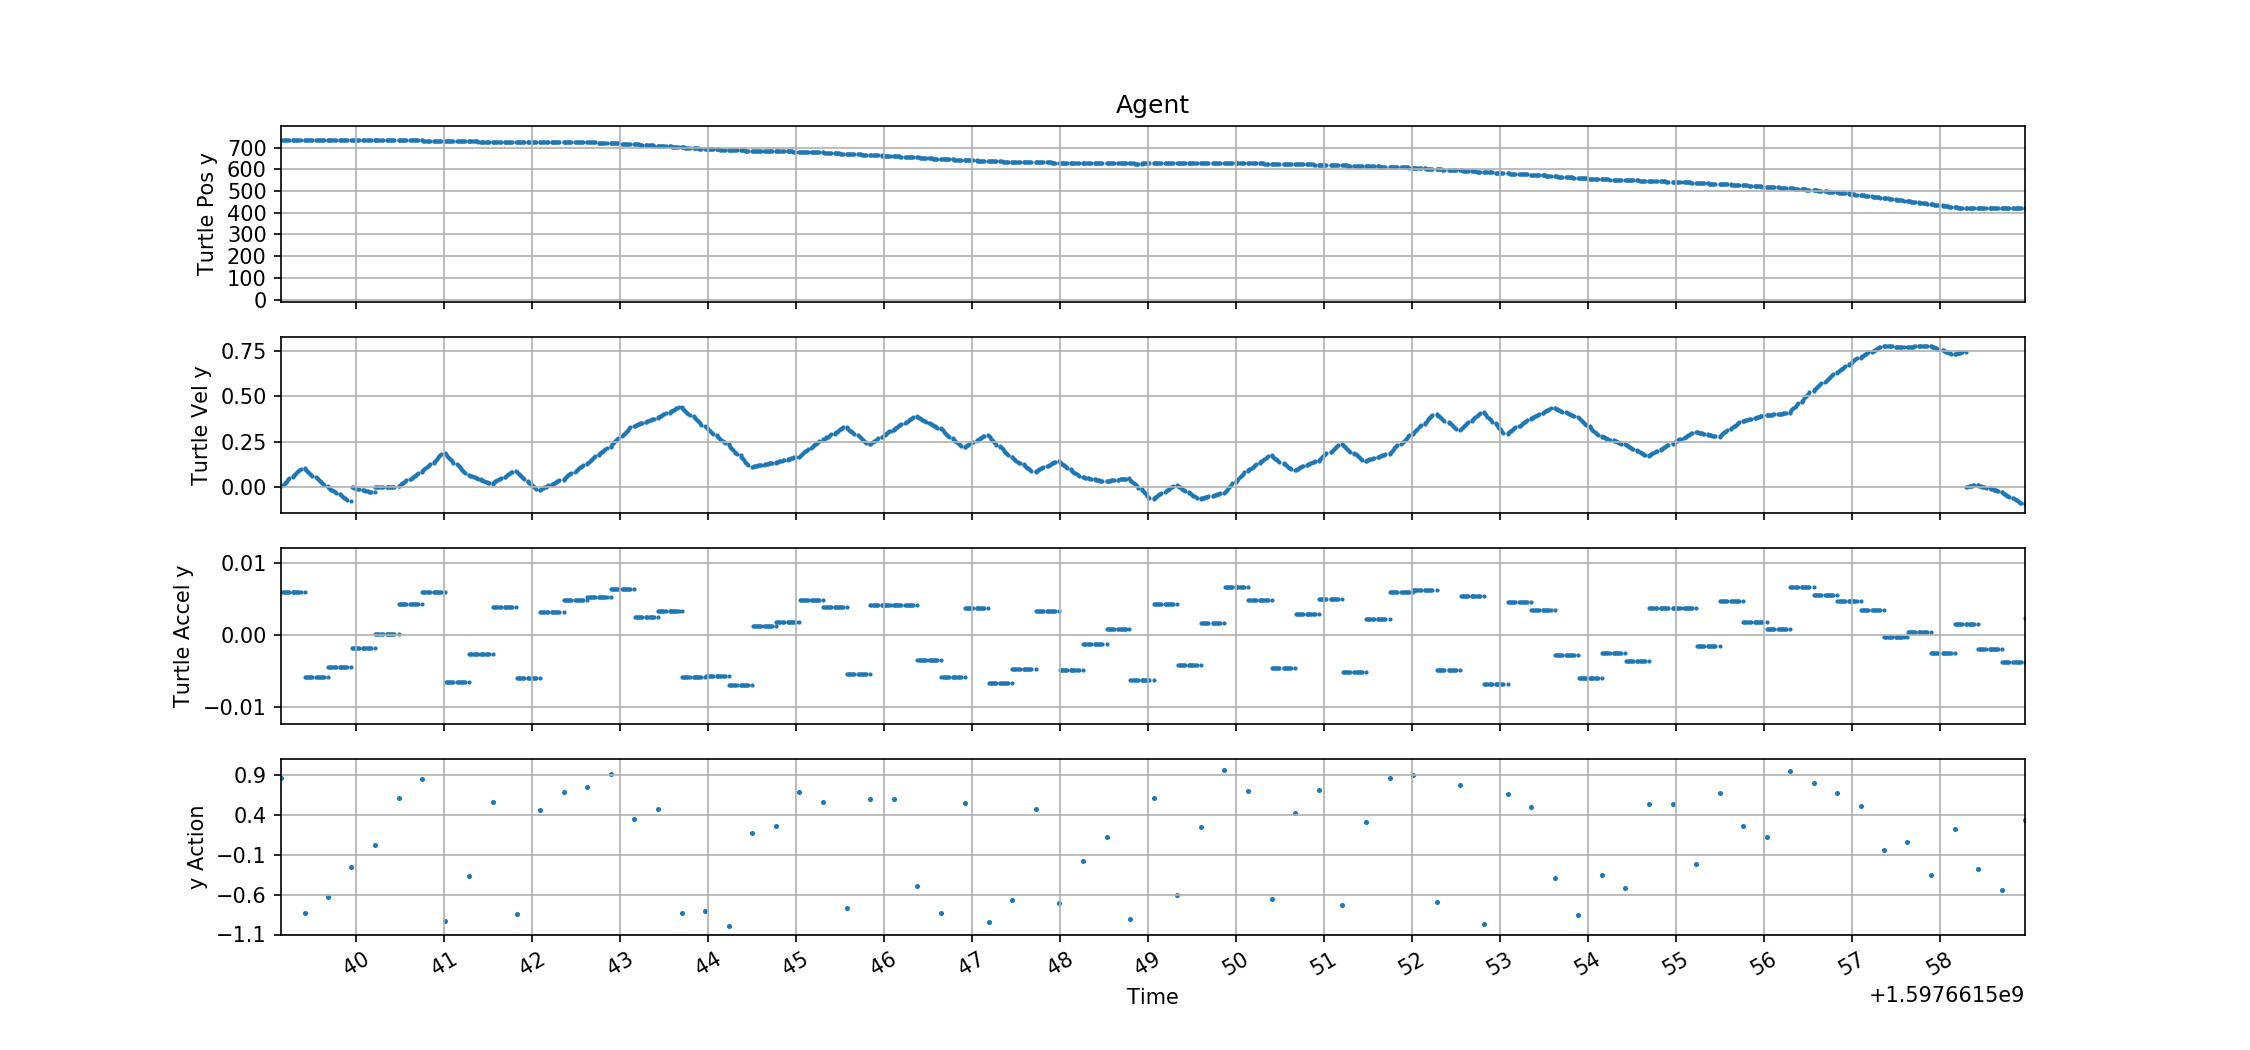 Agent
Turtle Pos y
700
600
500
400
300
200
100
0
Turtle Vel y
0.75
0.50
0.25
0.00
Turtle Accel y
0.01
0.00
−0.01
y Action
0.9
0.4
−0.1
−0.6
−1.1
40 41 42 43 44 45 46 47 48 49 50 51 52 53 54 55 56 57 58
Time
+1.5976615e9